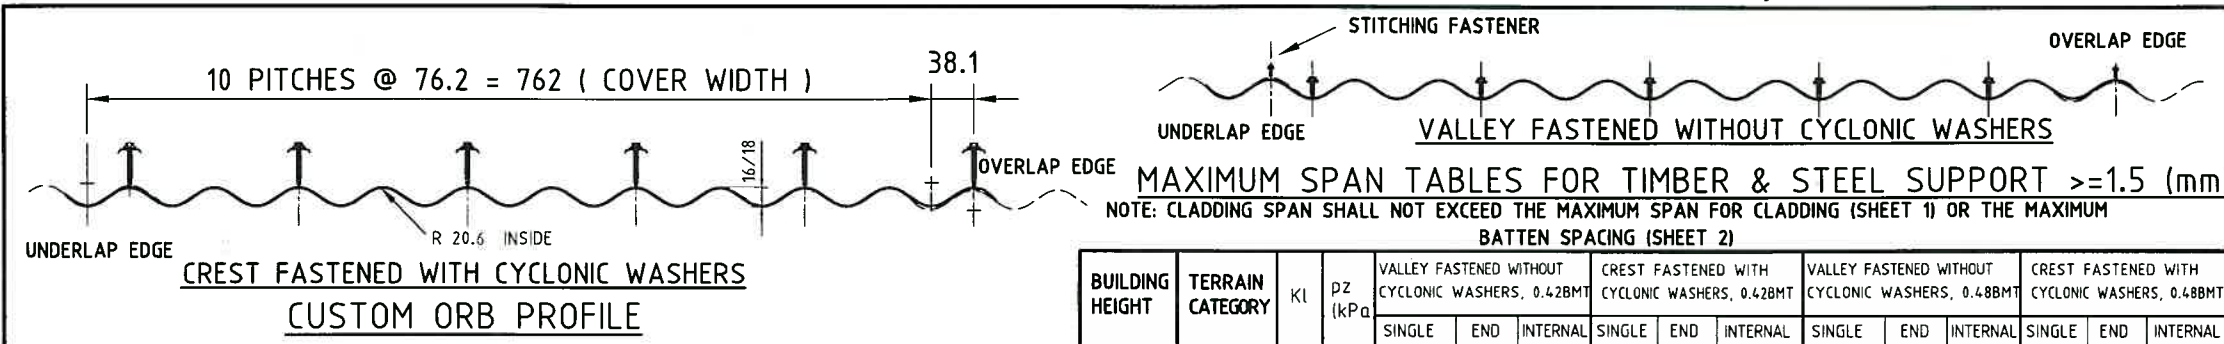 10 PITCHES @ 76.2 = 762 ( COVER WIDTH )
38.1
16/18
OVERLAP EDGE
UNDERLAP EDGE
R 20.6 INSIDE
CREST FASTENED WITH CYCLONIC WASHERS
CUSTOM ORB PROFILE
STITCHING FASTENER
OVERLAP EDGE
UNDERLAP EDGE
VALLEY FASTENED WITHOUT CYCLONIC WASHERS
MAXIMUM SPAN TABLES FOR TIMBER & STEEL SUPPORT >=1.5 (mm
NOTE: CLADDING SPAN SHALL NOT EXCEED THE MAXIMUM SPAN FOR CLADDING (SHEET 1) OR THE MAXIMUM
BATTEN SPACING (SHEET 2)
BUILDING HEIGHT
TERRAIN CATEGORY
Kl
pz (kPa
VALLEY FASTENED WITHOUT
CYCLONIC WASHERS, 0.42BMT
CREST FASTENED WITH
CYCLONIC WASHERS, 0.42BMT
VALLEY FASTENED WITHOUT
CYCLONIC WASHERS, 0.48BMT
CREST FASTENED WITH
CYCLONIC WASHERS, 0.48BMT
SINGLE END INTERNAL SINGLE END INTERNAL SINGLE END INTERNAL SINGLE END INTERNAL